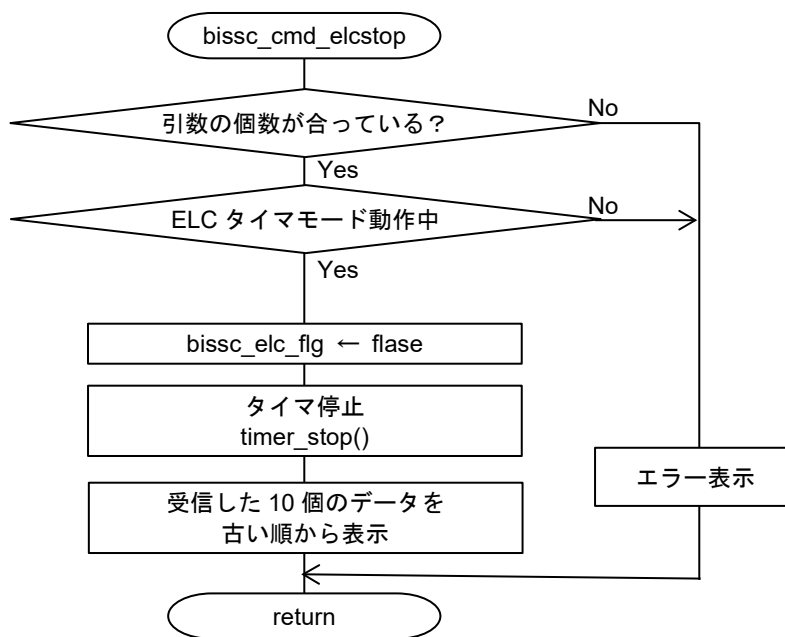 bissc_cmd_elcstop
引数の個数が合っている？
No
Yes
ELC タイマモード動作中
No
Yes
bissc_elc_flg ← flase
タイマ停止
timer_stop()
エラー表示
受信した 10 個のデータを
古い順から表示
return